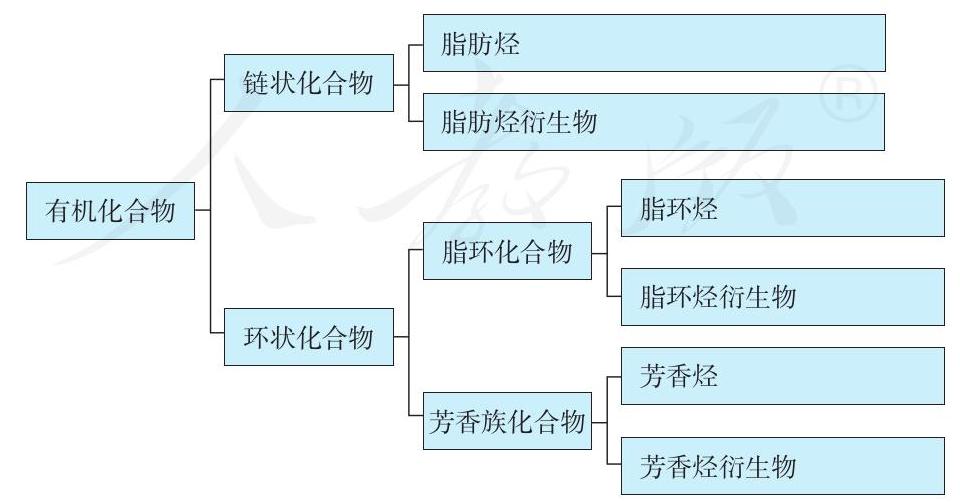 脂肪烃
链状化合物
脂肪烃衍生物
有机化合物
脂环烃
脂环化合物
脂环烃衍生物
环状化合物
芳香烃
芳香族化合物
芳香烃衍生物
人教版®